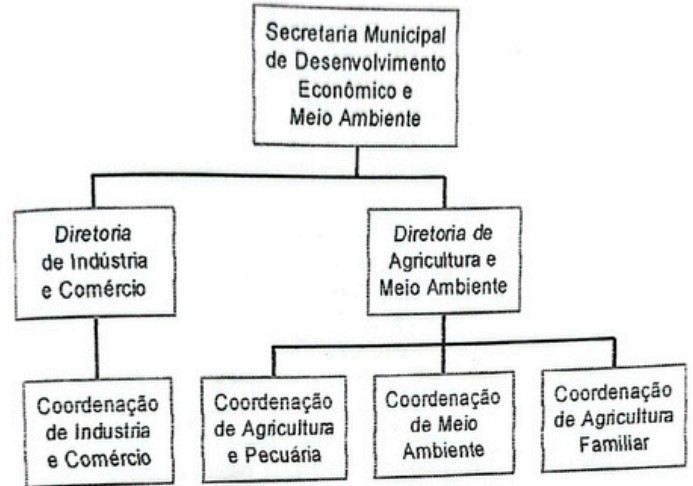 Secretaria Municipal
de Desenvolvimento
Econômico e
Meio Ambiente
Diretoria
de Indústria
e Comércio
Diretoria de
Agricultura e
Meio Ambiente
Coordenação
de Industria
e Comércio
Coordenação
de Agricultura
e Pecuária
Coordenação
de Meio
Ambiente
Coordenação
de Agricultura
Familiar